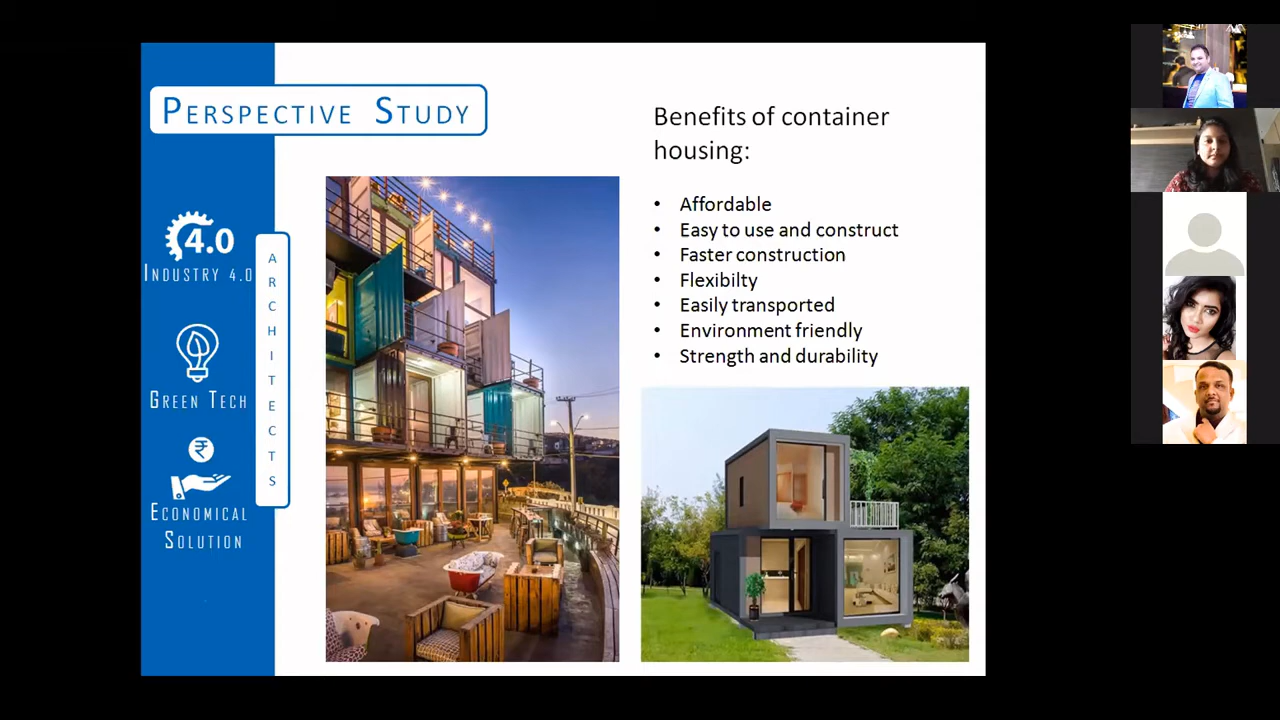 PERSPECTIVE STUDY
4.0
INDUSTRY 4.0
GREEN TECH
₹
ECONOMICAL
SOLUTION
ARCHITECTS
Benefits of container
housing:
• Affordable
• Easy to use and construct
• Faster construction
• Flexibilty
• Easily transported
• Environment friendly
• Strength and durability